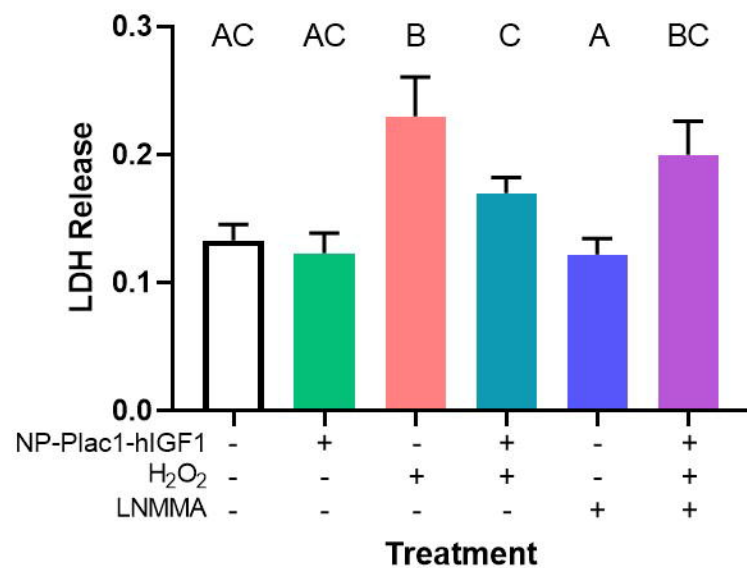 0.3
AC AC B C A BC
0.2
LDH Release
0.1
0.0
NP-Plac1-hIGF1 - + - + - +
H₂O₂ - - + + - +
LNMMA - - - - + +
Treatment